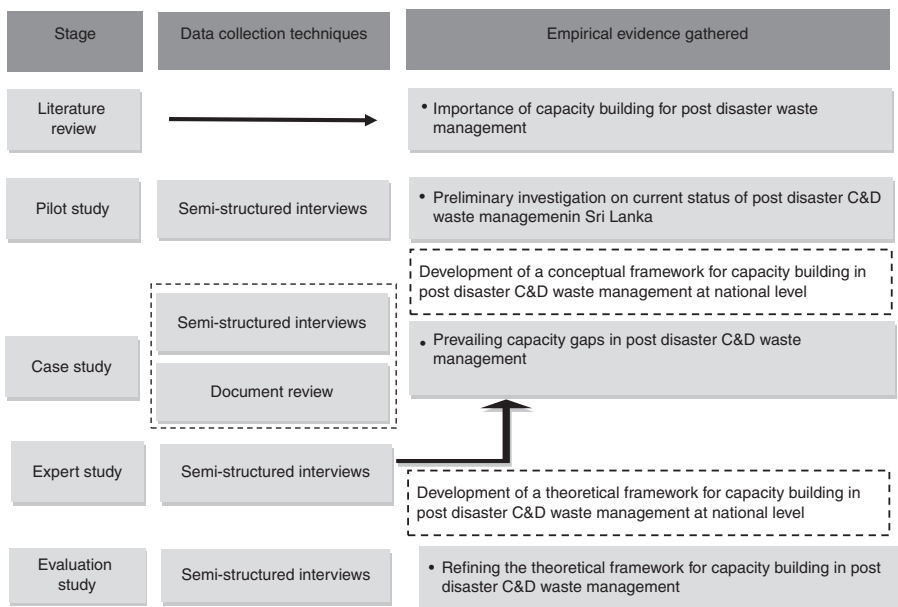 Stage
Data collection techniques
Empirical evidence gathered
Literature
review
• Importance of capacity building for post disaster waste
management
Pilot study
Semi-structured interviews
• Preliminary investigation on current status of post disaster C&D
waste managemenin Sri Lanka
Development of a conceptual framework for capacity building in
post disaster C&D waste management at national level
Case study
Semi-structured interviews
Document review
• Prevailing capacity gaps in post disaster C&D waste
management
Expert study
Semi-structured interviews
Development of a theoretical framework for capacity building in
post disaster C&D waste management at national level
Evaluation
study
Semi-structured interviews
• Refining the theoretical framework for capacity building in post
disaster C&D waste management